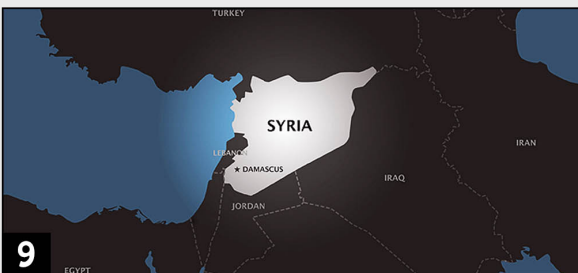 TURKEY
SYRIA
IRAN
LEBANON
DAMASCUS
IRAQ
JORDAN
9
EGYPT